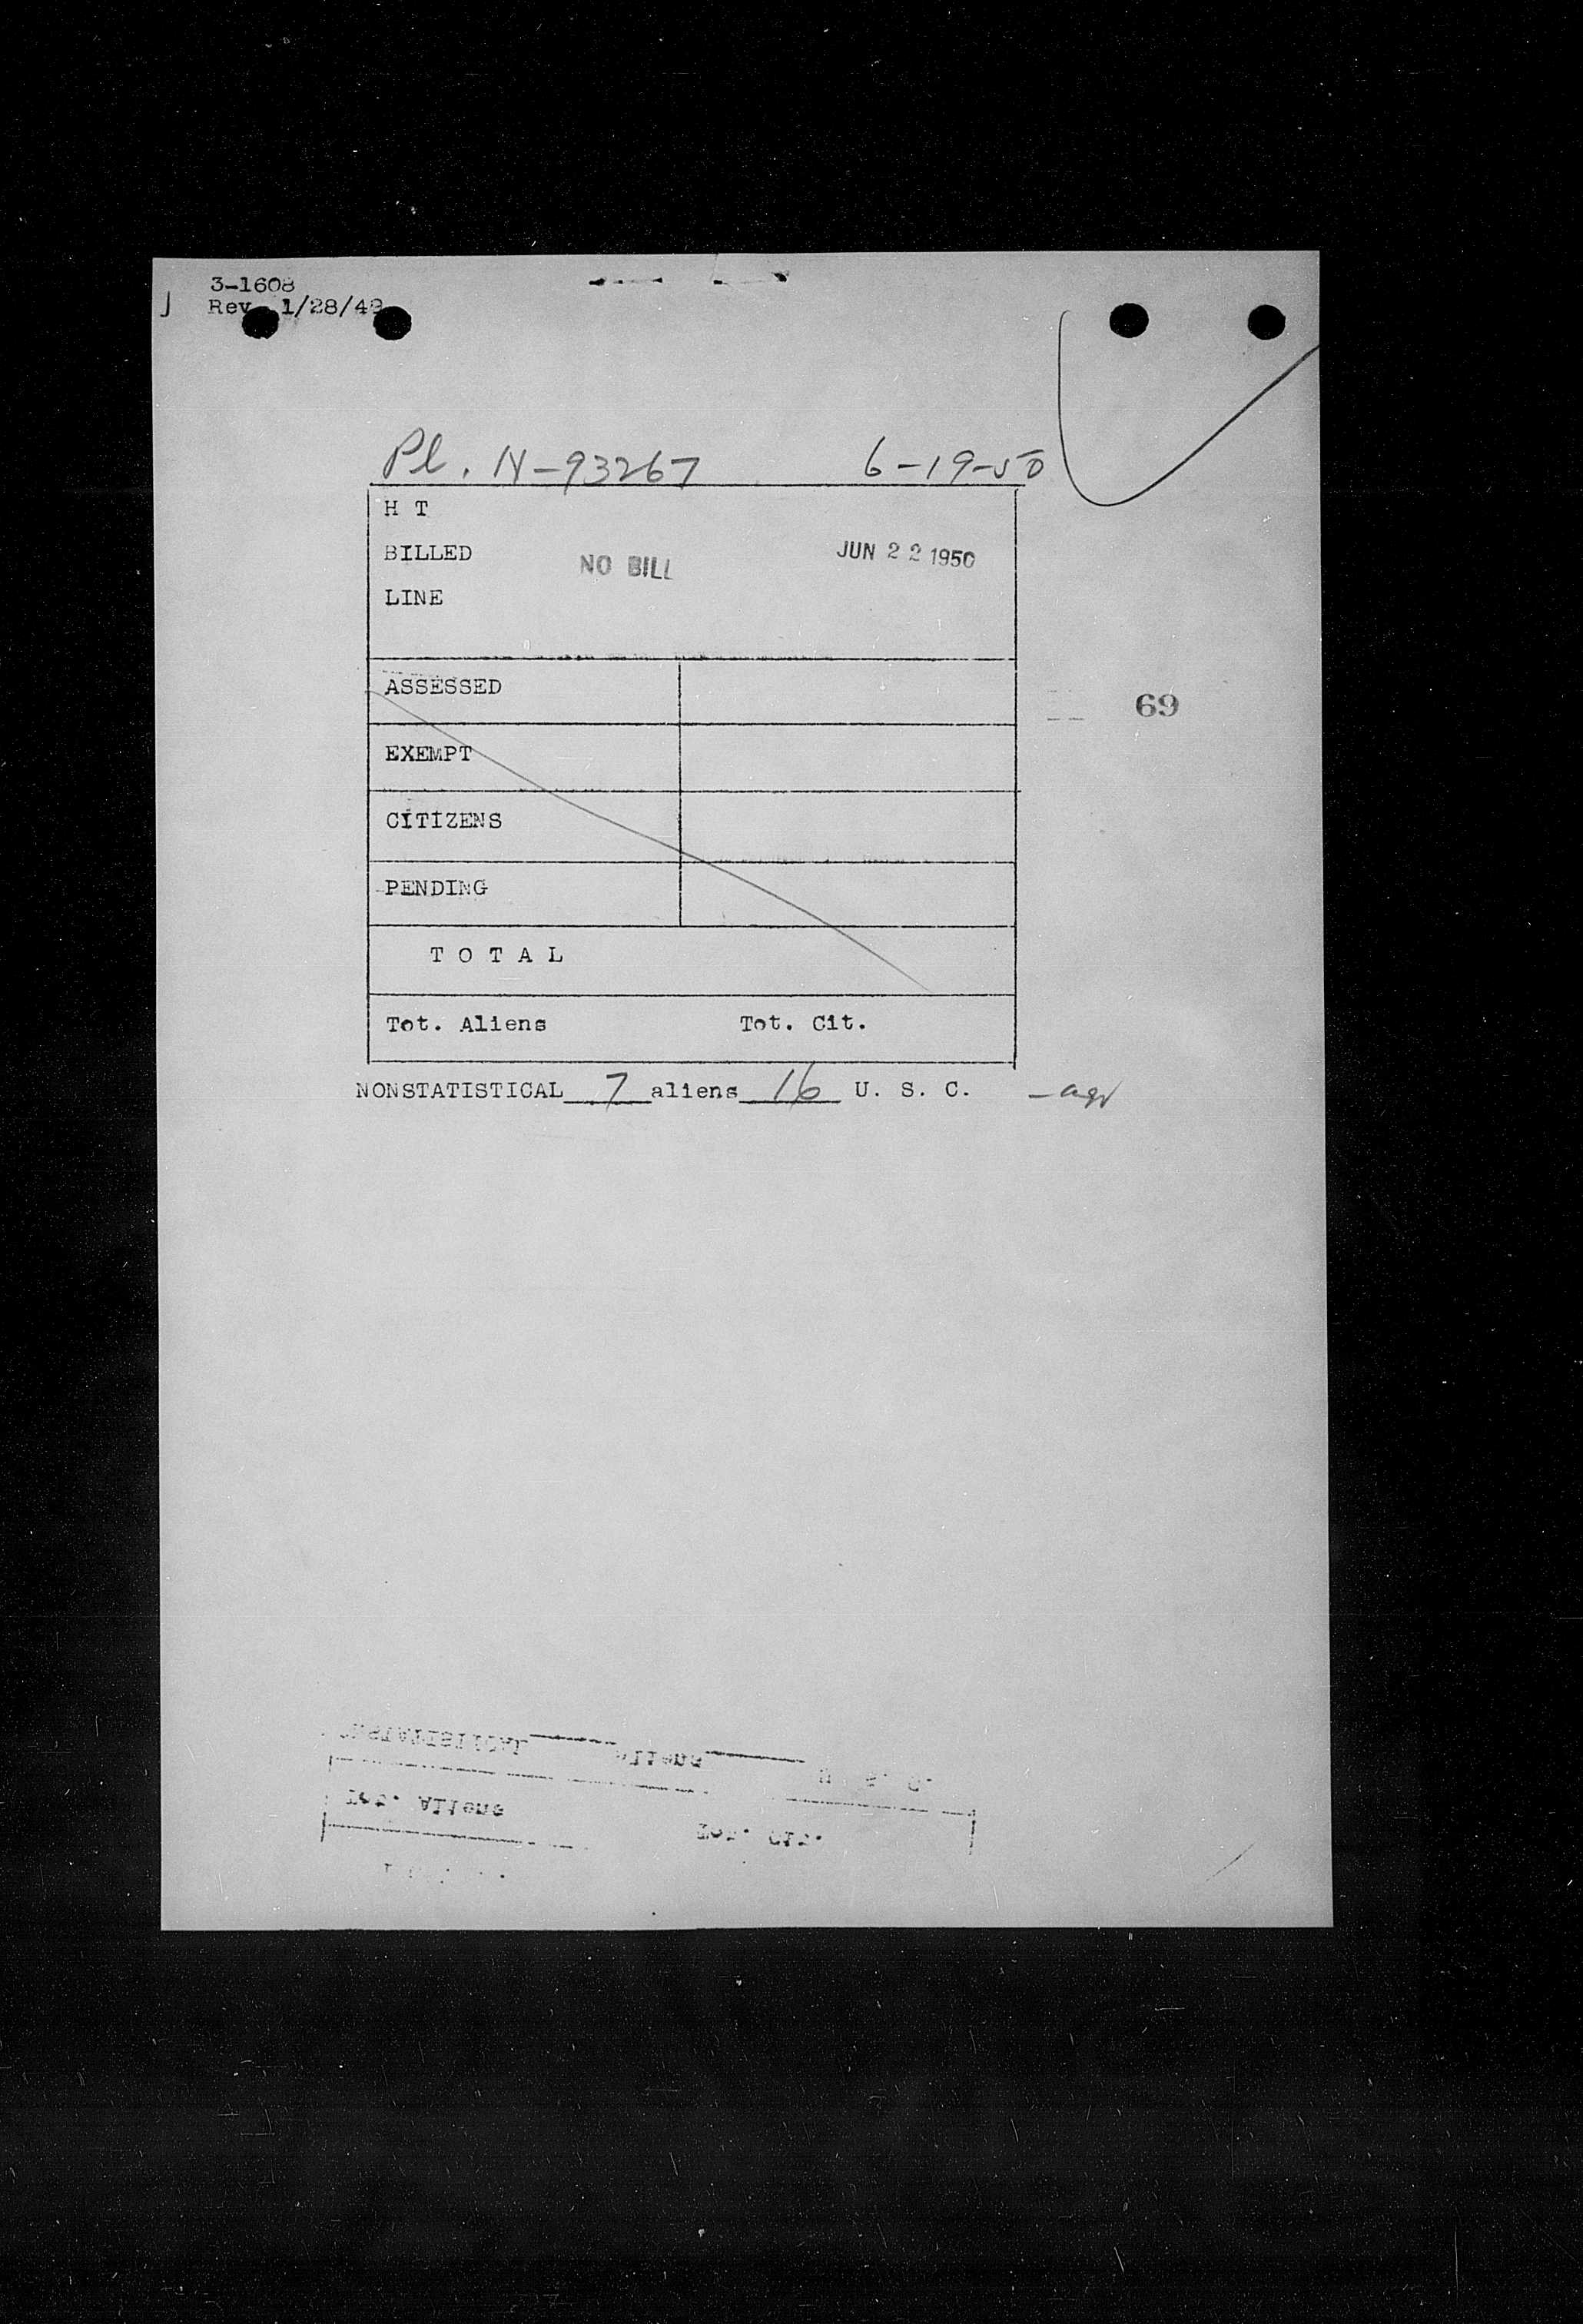 3-1608
Rev. 1/28/49
Pl. N-93267 6-19-50
H T
BILLED NO BILL JUN 22 1950
LINE
ASSESSED
69
EXEMPT
CITIZENS
PENDING
T O T A L
Tot. Aliens Tot. Cit.
NONSTATISTICAL 7 aliens 16 U. S. C.